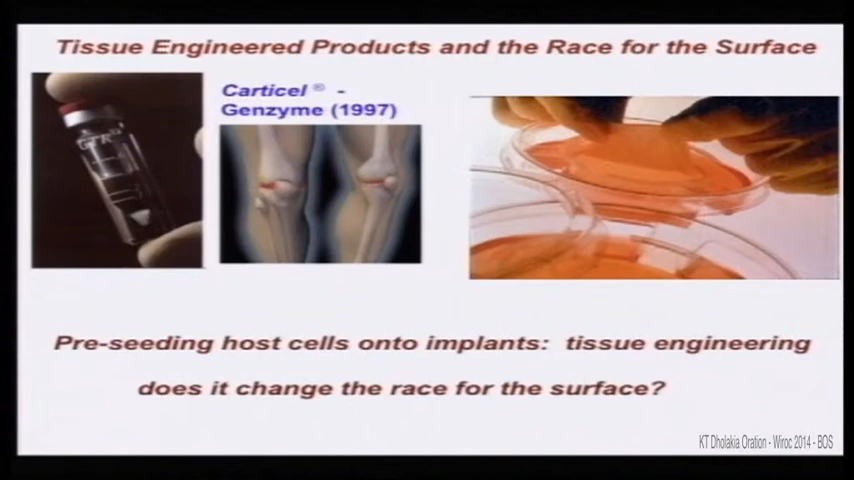 Tissue Engineered Products and the Race for the Surface
Carticel ® -
Genzyme (1997)
Pre-seeding host cells onto implants: tissue engineering
does it change the race for the surface?
KT Dholakia Oration - Wiroc 2014 - BOS